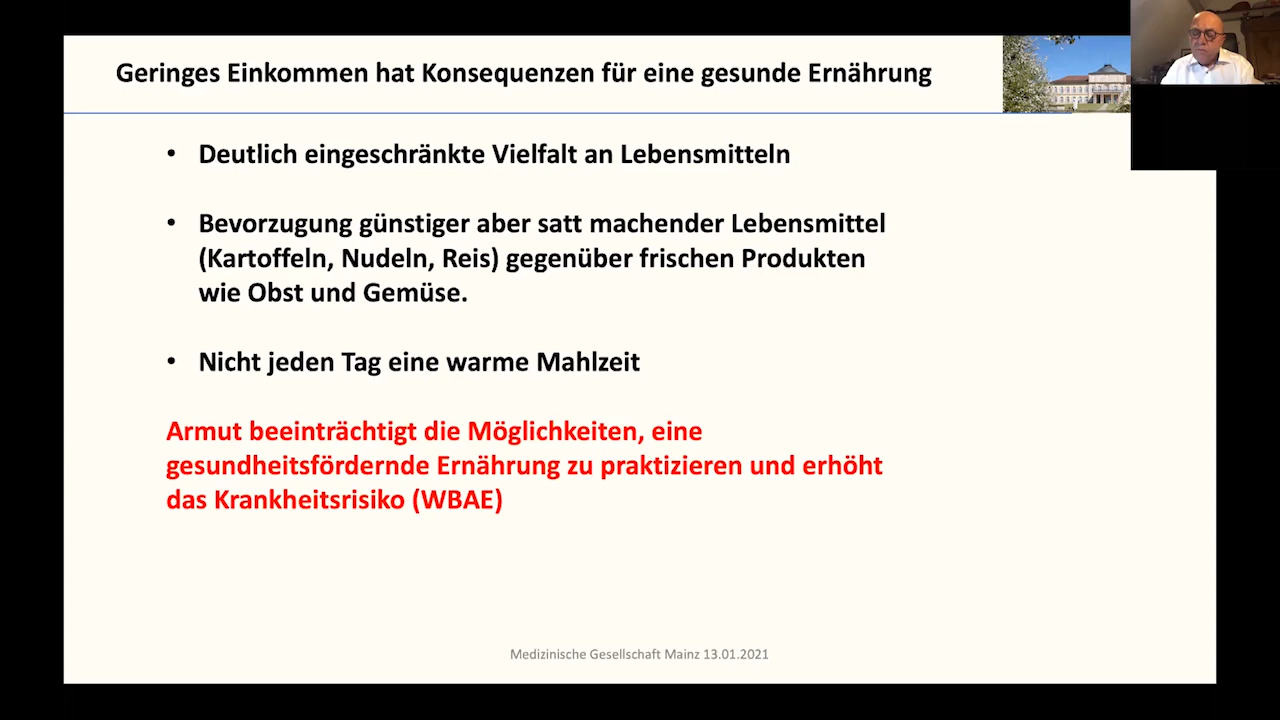 Geringes Einkommen hat Konsequenzen für eine gesunde Ernährung
• Deutlich eingeschränkte Vielfalt an Lebensmitteln
• Bevorzugung günstiger aber satt machender Lebensmittel
(Kartoffeln, Nudeln, Reis) gegenüber frischen Produkten
wie Obst und Gemüse.
• Nicht jeden Tag eine warme Mahlzeit
Armut beeinträchtigt die Möglichkeiten, eine
gesundheitsfördernde Ernährung zu praktizieren und erhöht
das Krankheitsrisiko (WBAE)
Medizinische Gesellschaft Mainz 13.01.2021